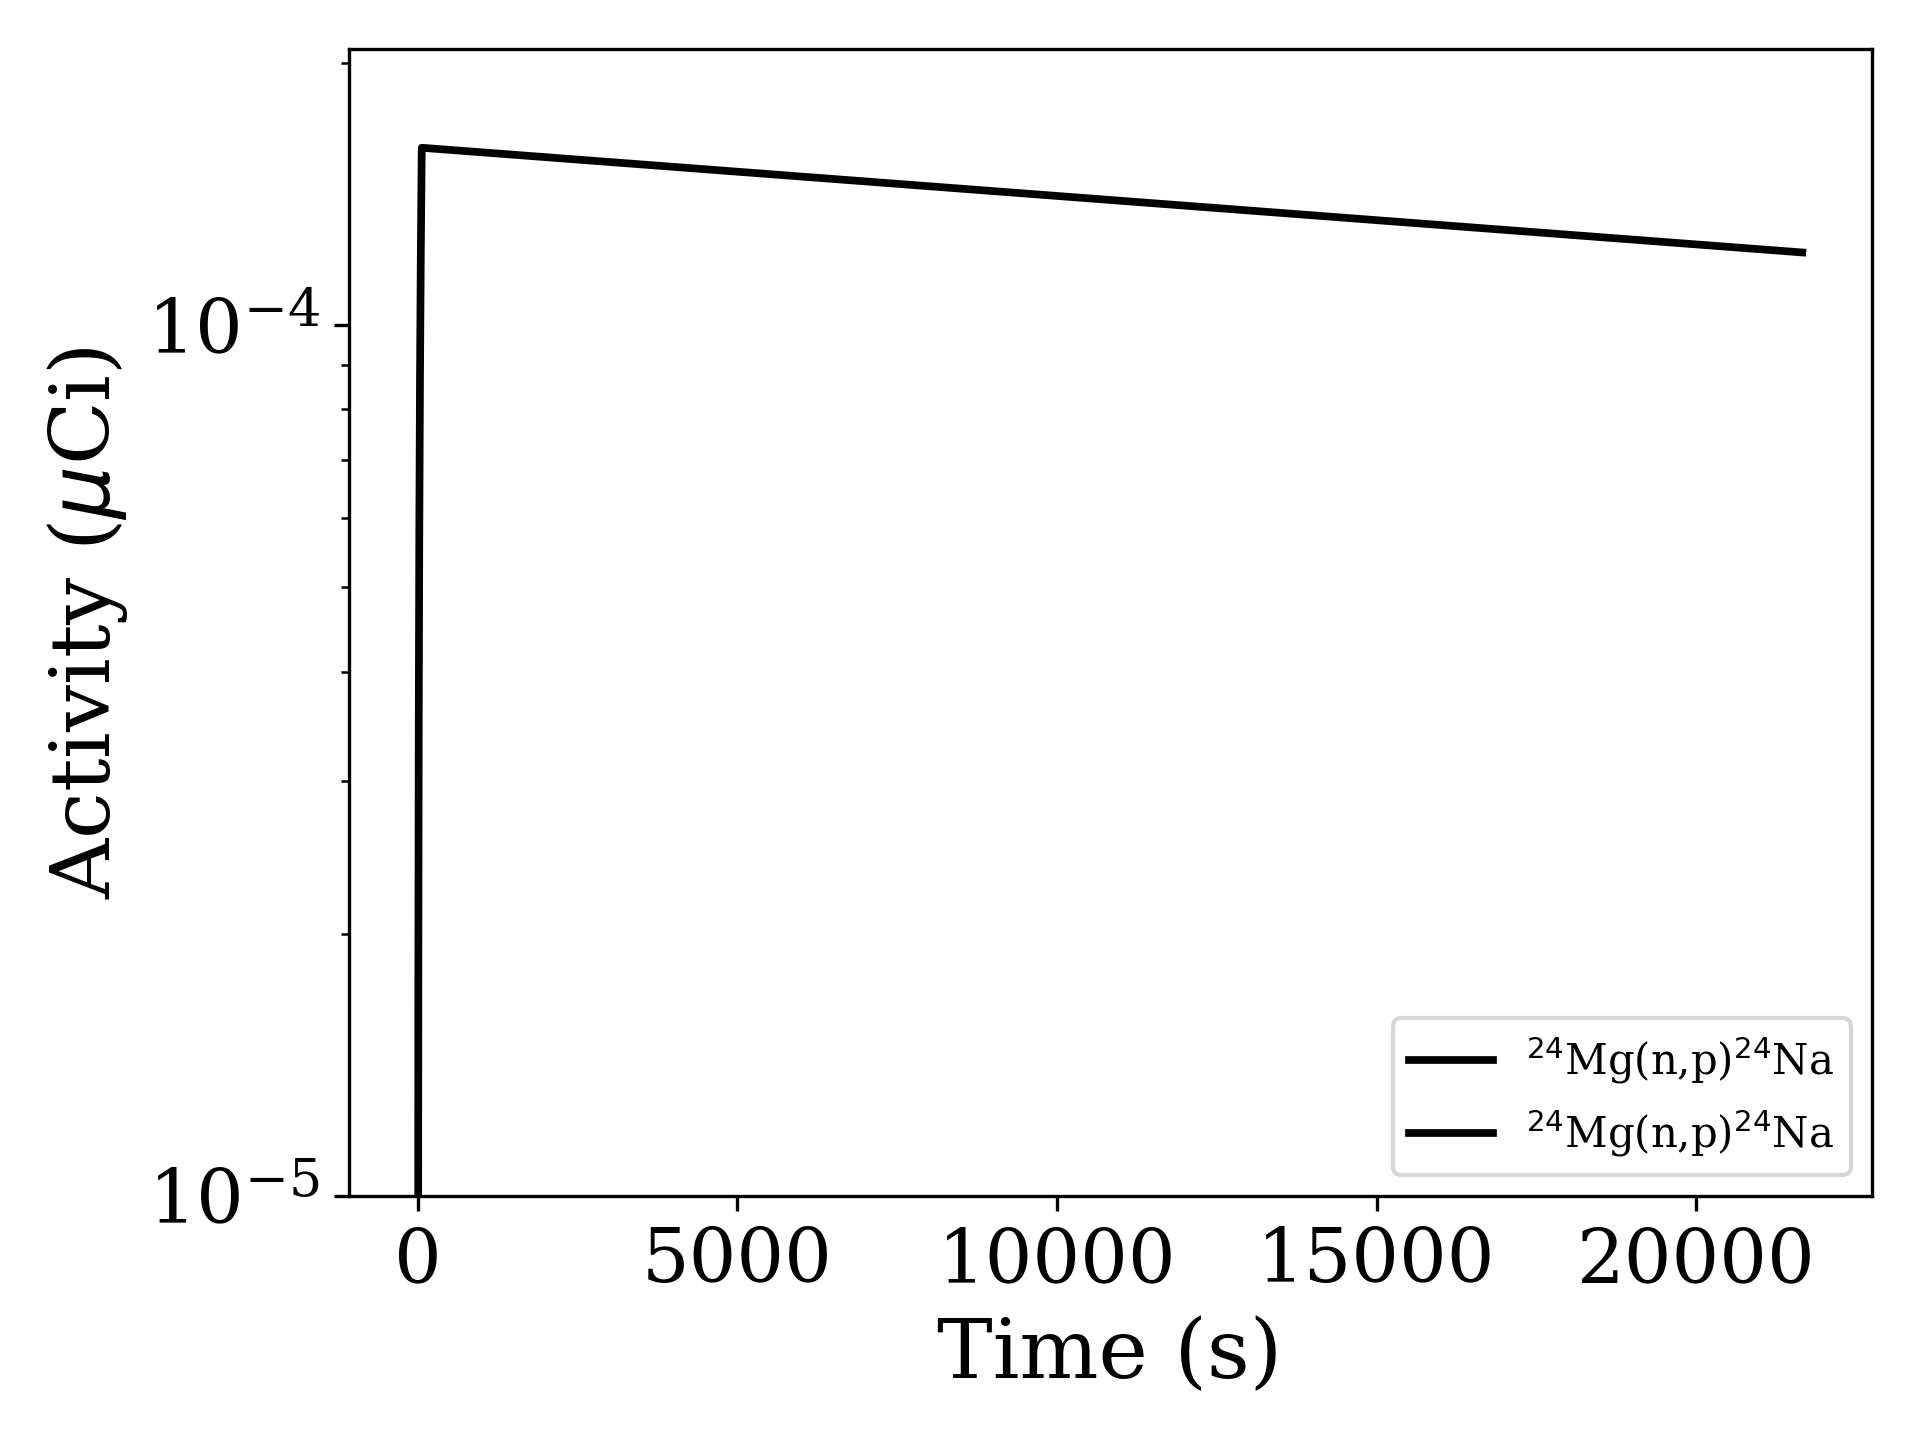 Activity (μCi)
10⁻⁴
10⁻⁵
0 5000 10000 15000 20000
Time (s)
²⁴Mg(n,p)²⁴Na
²⁴Mg(n,p)²⁴Na